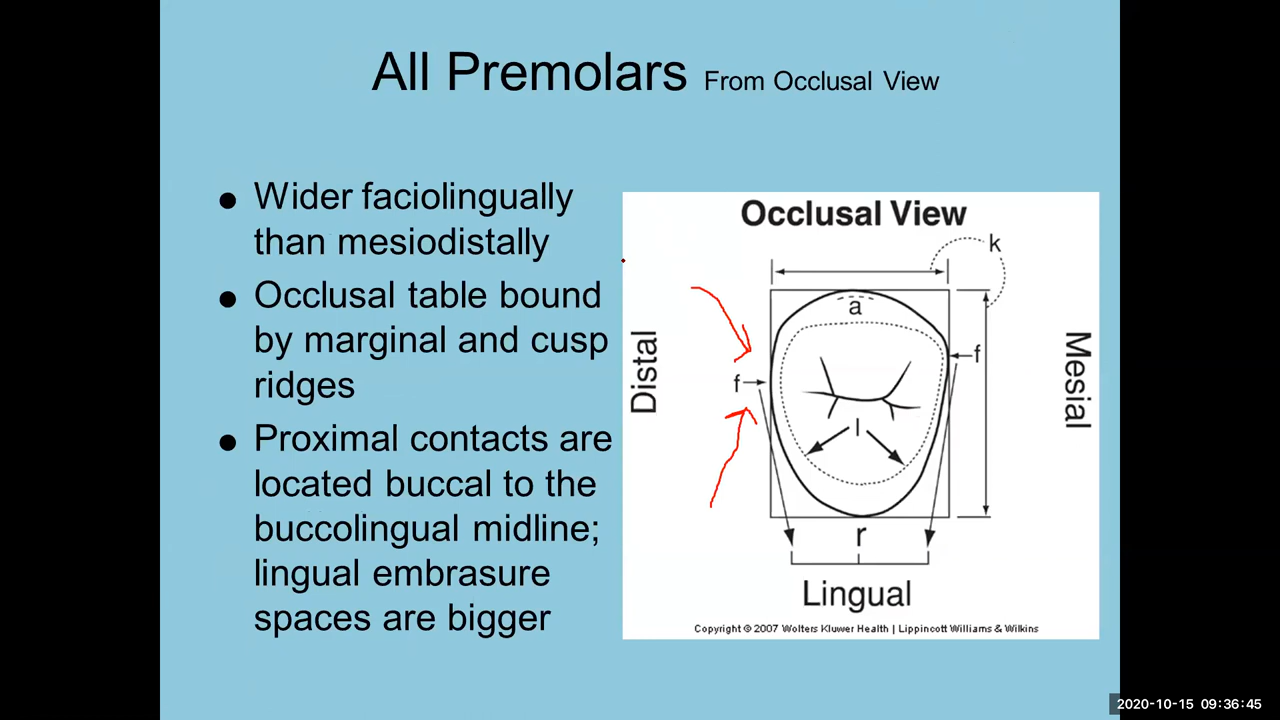 All Premolars From Occlusal View
● Wider faciolingually
than mesiodistally
● Occlusal table bound
by marginal and cusp
ridges
● Proximal contacts are
located buccal to the
buccolingual midline;
lingual embrasure
spaces are bigger
Occlusal View
k
a
Distal
f
f
Mesial
l
r
Lingual
Copyright © 2007 Wolters Kluwer Health | Lippincott Williams & Wilkins
2020-10-15 09:36:45